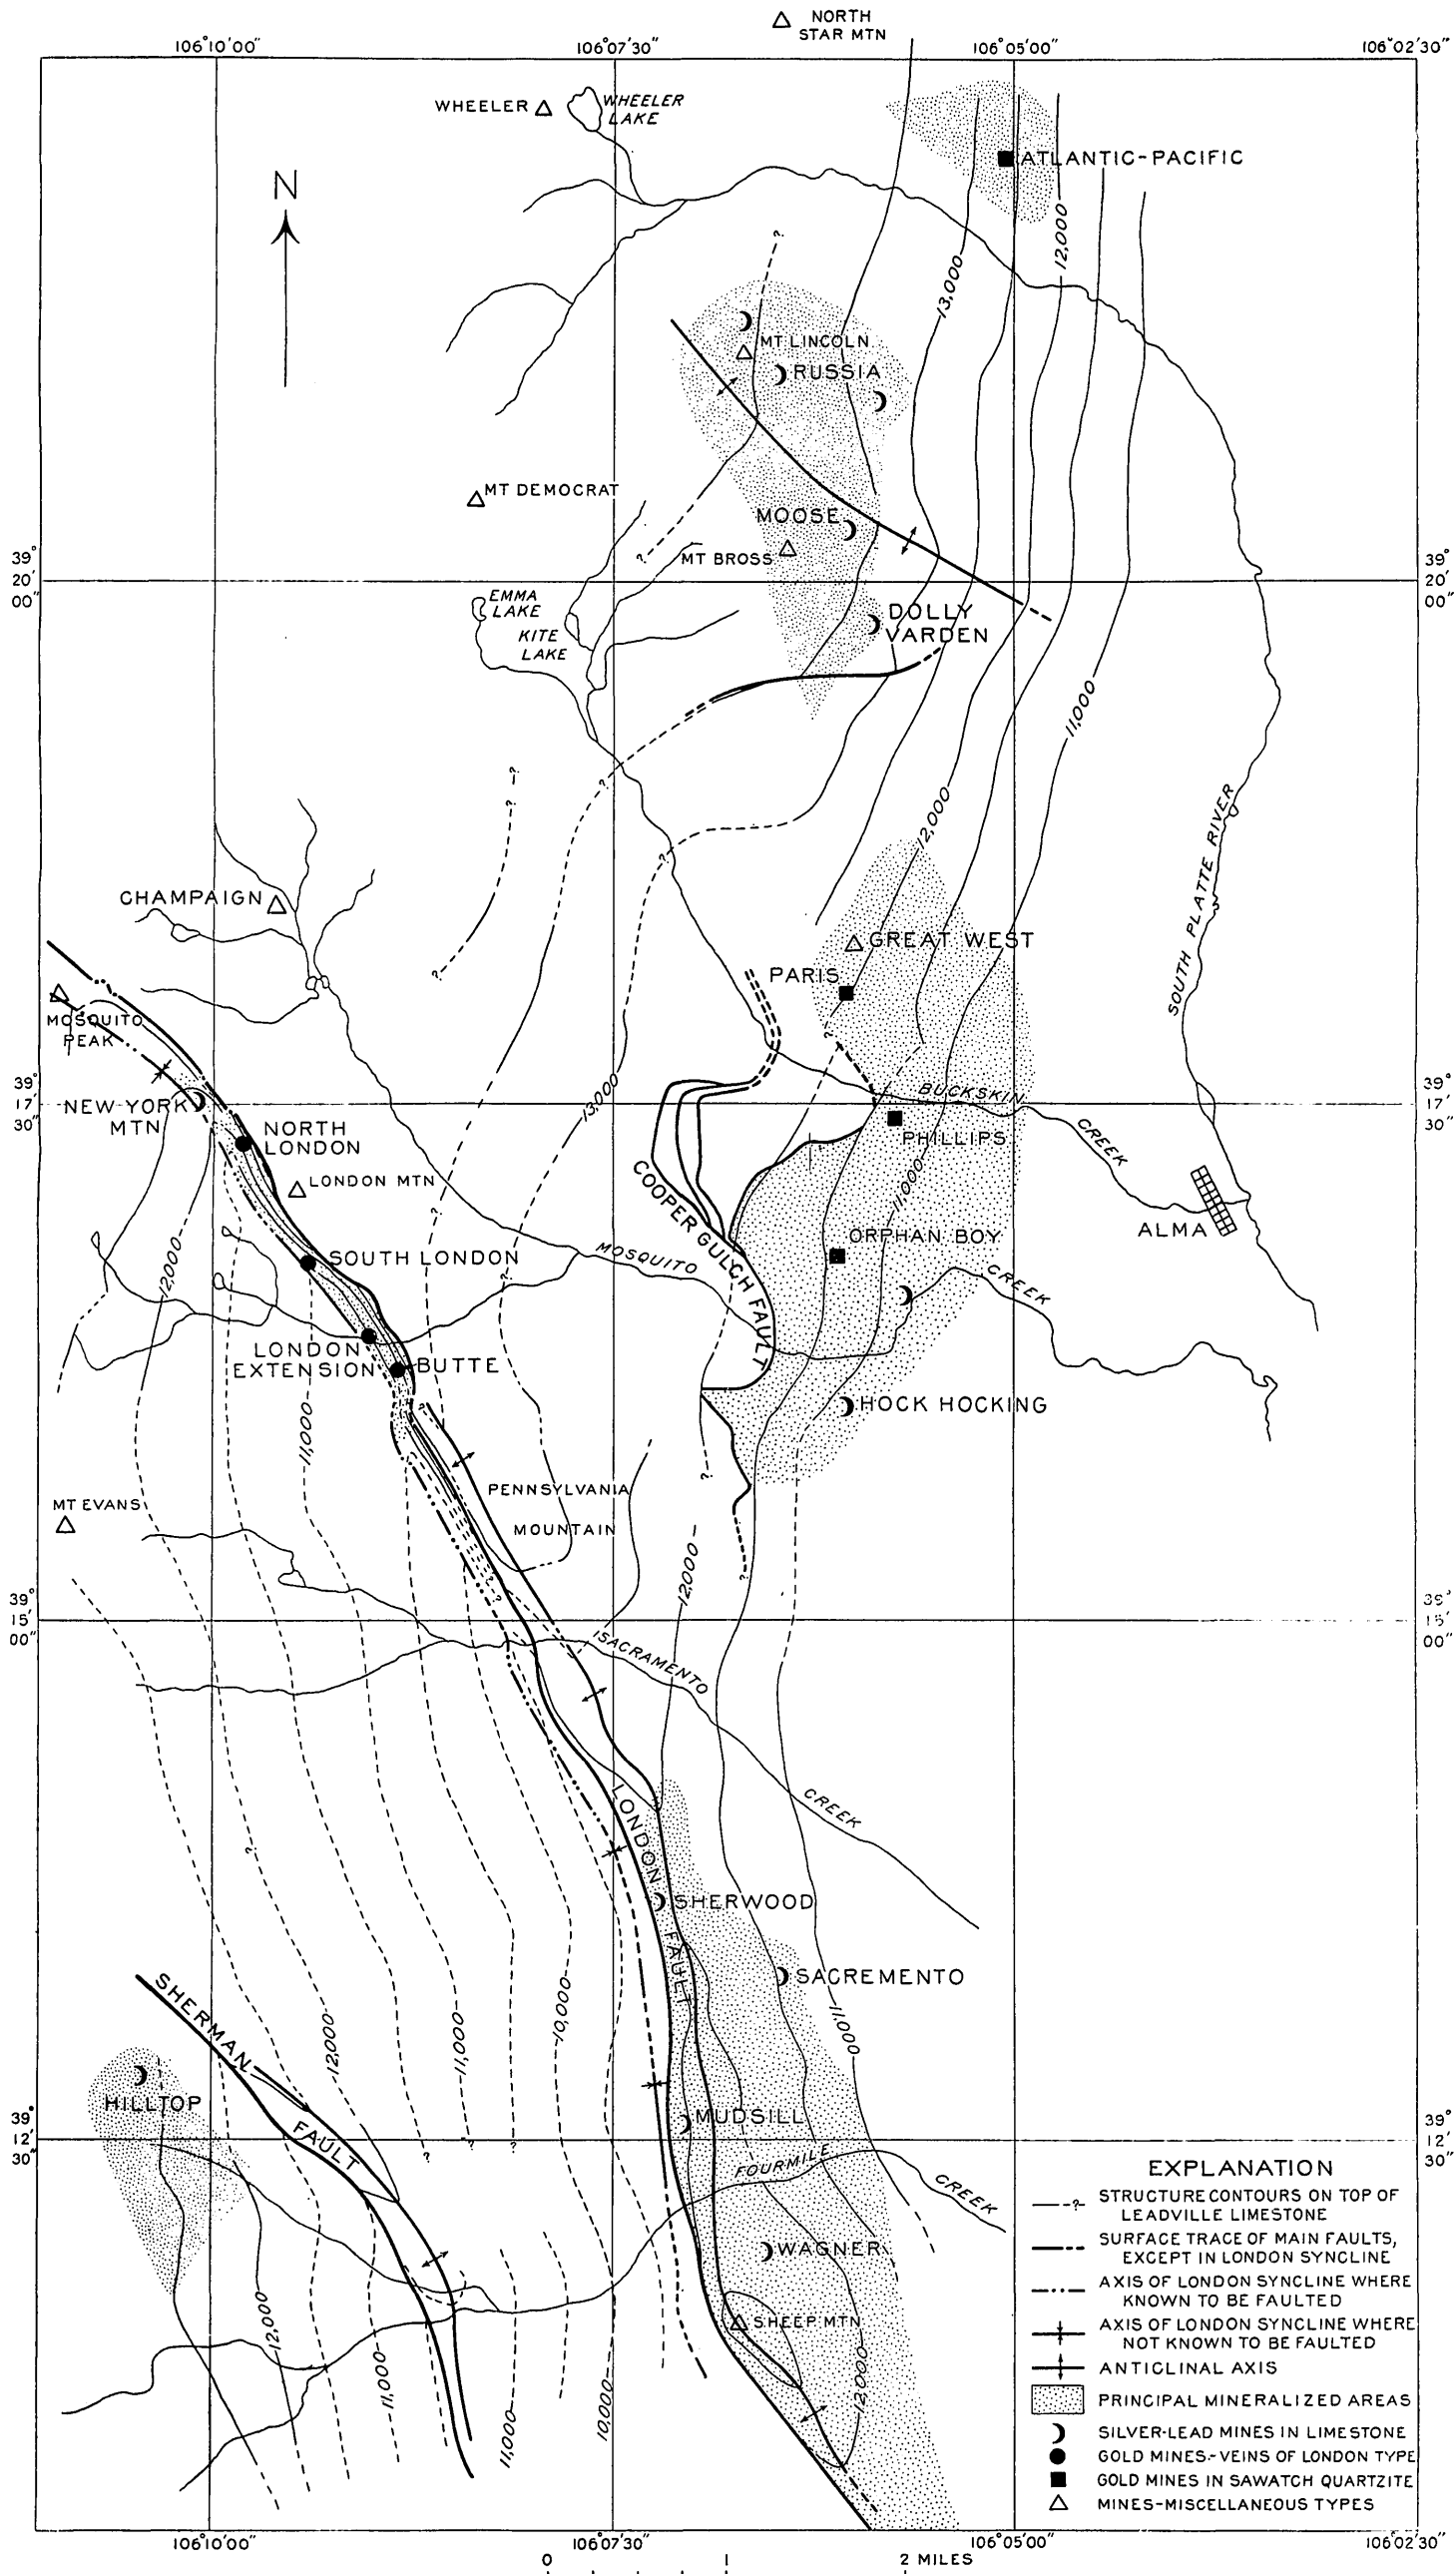 NORTH
STAR MTN
106°10'00" 106°07'30" 106°05'00" 106°02'30"
WHEELER
WHEELER
LAKE
ATLANTIC-PACIFIC
N
12,000
13,000
MT LINCOLN
RUSSIA
MT DEMOCRAT
MOOSE
MT BROSS
39°
20'
00"
39°
20'
00"
EMMA
LAKE
KITE
LAKE
DOLLY
VARDEN
11,000
12,000
SOUTH PLATTE RIVER
CHAMPAIGN
GREAT WEST
PARIS
MOSQUITO
PEAK
39°
17'
30"
39°
17'
30"
13,000
BUCKSKIN
CREEK
NEW YORK
MTN
NORTH
LONDON
PHILLIPS
LONDON MTN
COOPER GULCH FAULT
11,000
ALMA
ORPHAN BOY
12,000
SOUTH LONDON
MOSQUITO
CREEK
LONDON
EXTENSION
BUTTE
HOCK HOCKING
11,000
PENNSYLVANIA
MOUNTAIN
MT EVANS
12,000
39°
15'
00"
39°
15'
00"
SACRAMENTO
CREEK
LONDON FAULT
SHERWOOD
SACREMENTO
SHERMAN
FAULT
12,000
11,000
10,000
11,000
HILLTOP
MUDSILL
39°
12'
30"
39°
12'
30"
FOURMILE
CREEK
WAGNER
SHEEP MTN
12,000
11,000
11,000
10,000
12,000
EXPLANATION
STRUCTURE CONTOURS ON TOP OF
LEADVILLE LIMESTONE
SURFACE TRACE OF MAIN FAULTS,
EXCEPT IN LONDON SYNCLINE
AXIS OF LONDON SYNCLINE WHERE
KNOWN TO BE FAULTED
AXIS OF LONDON SYNCLINE WHERE
NOT KNOWN TO BE FAULTED
ANTICLINAL AXIS
PRINCIPAL MINERALIZED AREAS
SILVER-LEAD MINES IN LIMESTONE
GOLD MINES-VEINS OF LONDON TYPE
GOLD MINES IN SAWATCH QUARTZITE
MINES-MISCELLANEOUS TYPES
106°10'00" 106°07'30" 106°05'00" 106°02'30"
0 1 2 MILES